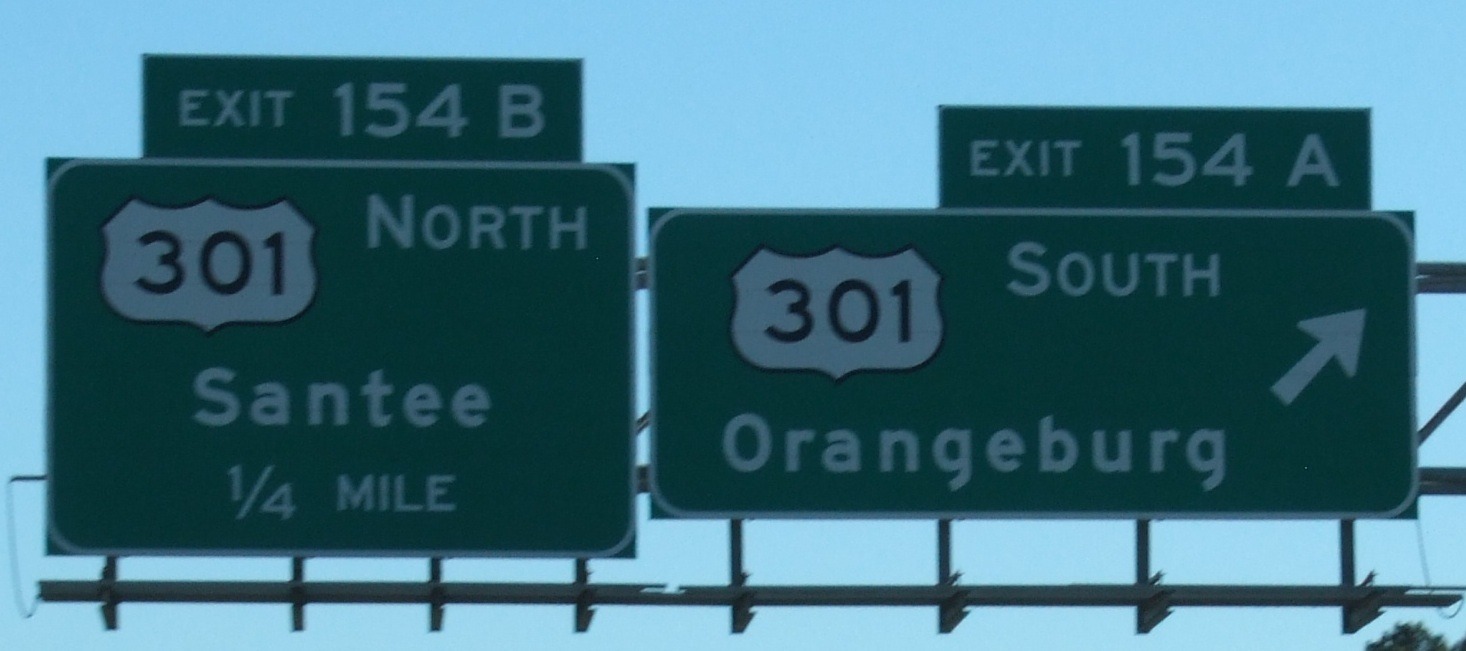 EXIT 154 B
301 NORTH
Santee
1/4 MILE
EXIT 154 A
301 SOUTH
Orangeburg